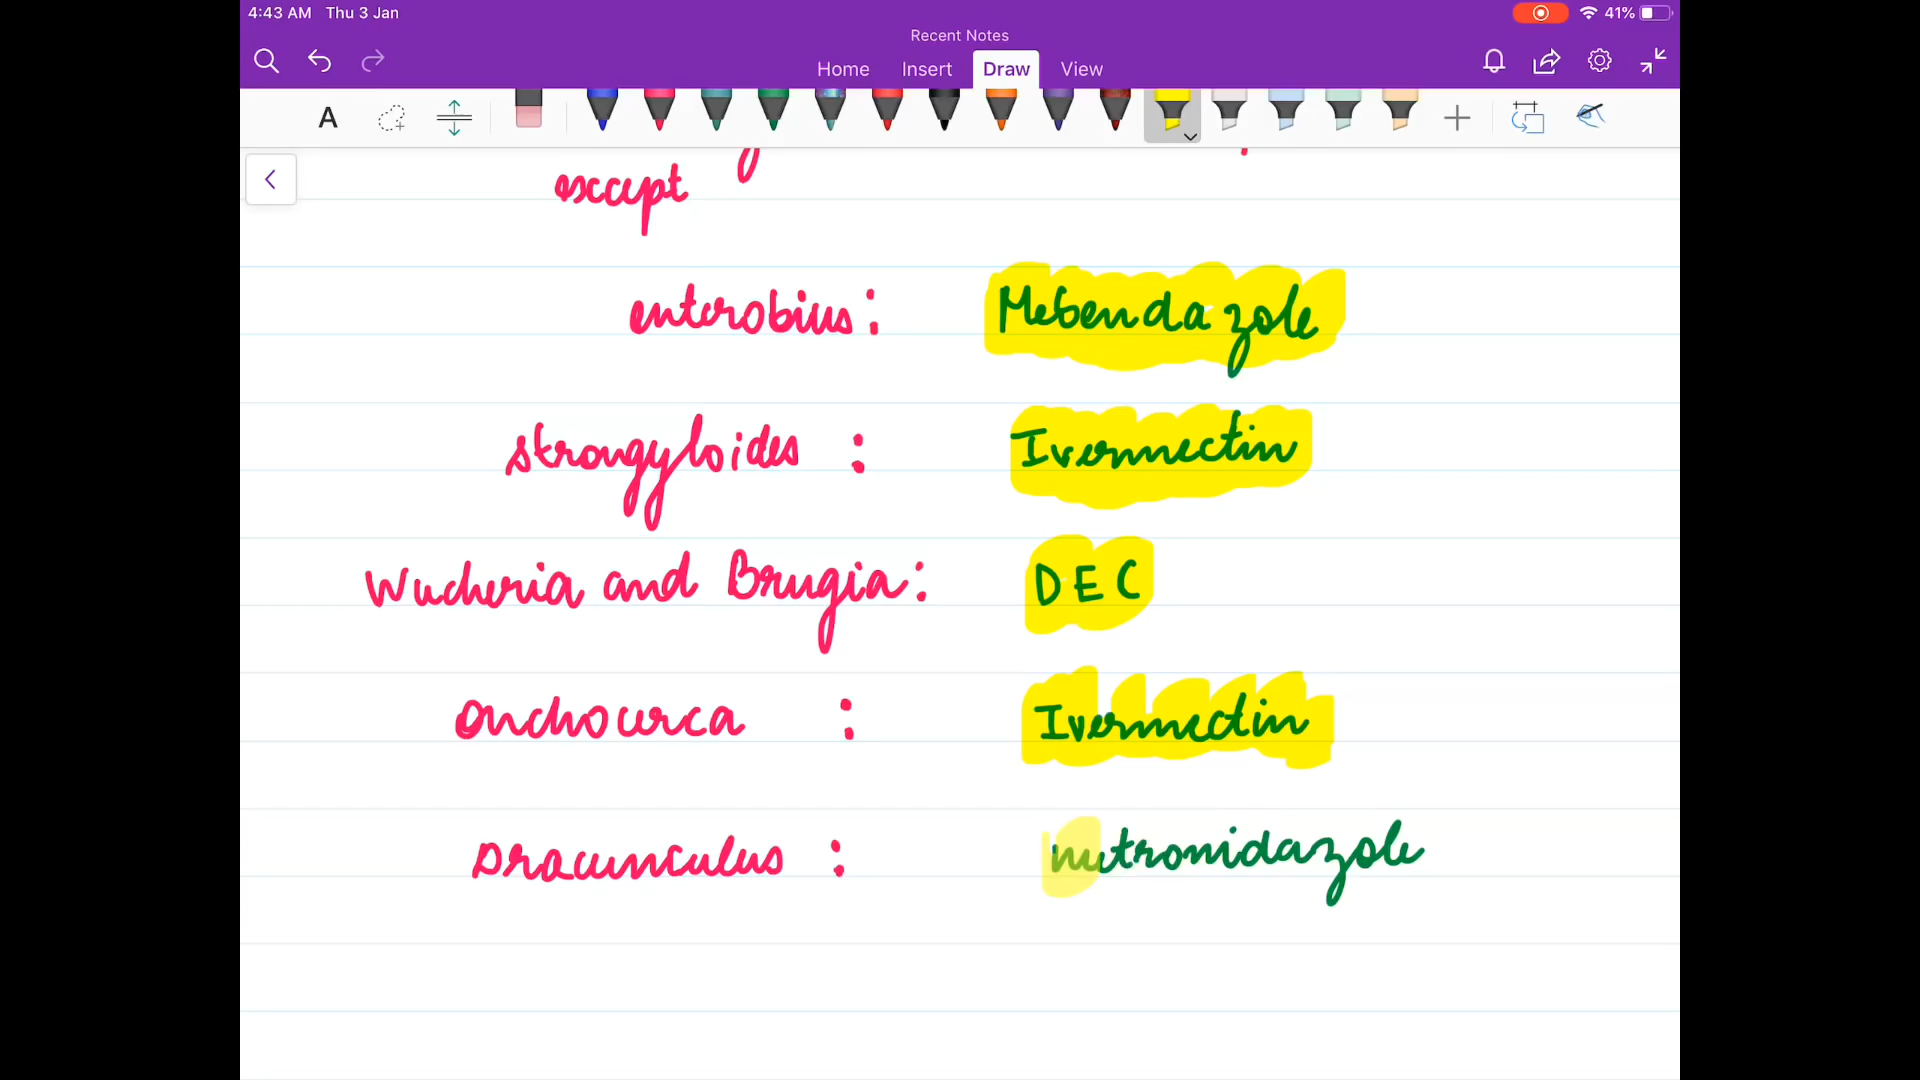 4:43 AM Thu 3 Jan
41%
Recent Notes
Home Insert Draw View
A
except
enterobius: Mebendazole
strongyloides : Ivermectin
Wucheria and Brugia: DEC
onchocerca : Ivermectin
Dracunculus : metronidazole